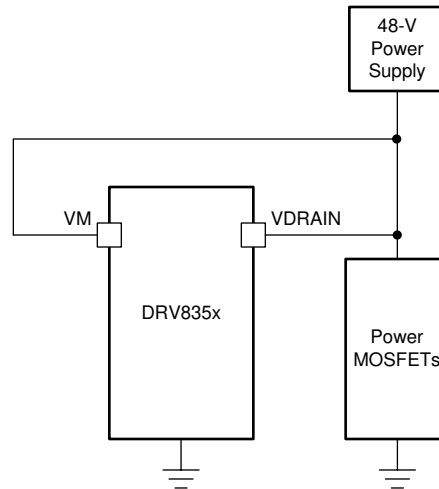 48-V
Power
Supply
VM
VDRAIN
DRV835x
Power
MOSFETs